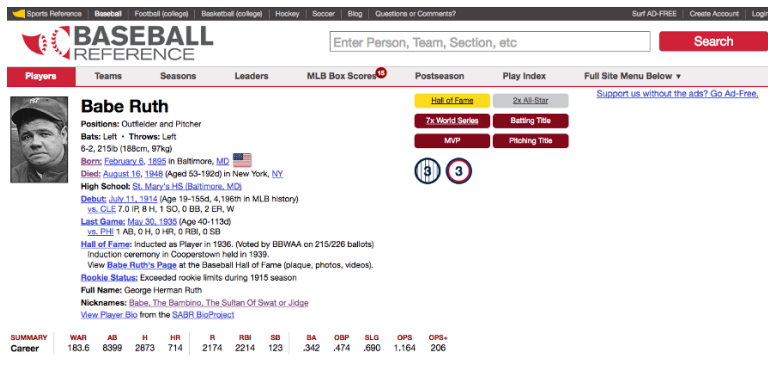 Sports Reference Baseball Football (college) Basketball (college) Hockey Soccer Blog Questions or Comments? Surf AD-FREE Create Account Login
BASEBALL
REFERENCE
Enter Person, Team, Section, etc
Search
Players Teams Seasons Leaders MLB Box Scores 15 Postseason Play Index Full Site Menu Below ▼
Support us without the ads? Go Ad-Free.
Babe Ruth
Positions: Outfielder and Pitcher
Bats: Left • Throws: Left
6-2, 215lb (188cm, 97kg)
Born: February 6, 1895 in Baltimore, MD
Died: August 16, 1948 (Aged 53-192d) in New York, NY
High School: St. Mary's HS (Baltimore, MD)
Debut: July 11, 1914 (Age 19-155d, 4,196th in MLB history)
vs. CLE 7.0 IP, 8 H, 1 SO, 0 BB, 2 ER, W
Last Game: May 30, 1935 (Age 40-113d)
vs. PHI 1 AB, 0 H, 0 HR, 0 RBI, 0 SB
Hall of Fame: Inducted as Player in 1936. (Voted by BBWAA on 215/226 ballots)
Induction ceremony in Cooperstown held in 1939.
View Babe Ruth's Page at the Baseball Hall of Fame (plaque, photos, videos).
Rookie Status: Exceeded rookie limits during 1915 season
Full Name: George Herman Ruth
Nicknames: Babe, The Bambino, The Sultan Of Swat or Jidge
View Player Bio from the SABR BioProject
Hall of Fame 2x All-Star
7x World Series Batting Title
MVP Pitching Title
3 3
SUMMARY WAR AB H HR R RBI SB BA OBP SLG OPS OPS+
Career 183.6 8399 2873 714 2174 2214 123 .342 .474 .690 1.164 206